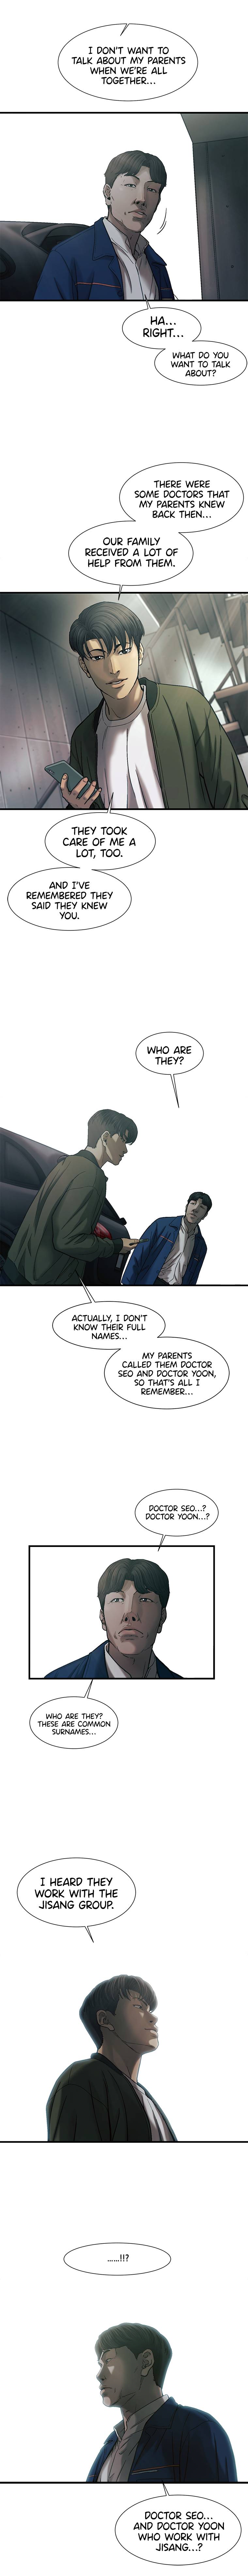 I DON'T WANT TO
TALK ABOUT MY PARENTS
WHEN WE'RE ALL
TOGETHER...
HA...
RIGHT...
WHAT DO YOU
WANT TO TALK
ABOUT?
THERE WERE
SOME DOCTORS THAT
MY PARENTS KNEW
BACK THEN...
OUR FAMILY
RECEIVED A LOT OF
HELP FROM THEM.
THEY TOOK
CARE OF ME A
LOT, TOO.
AND I'VE
REMEMBERED THEY
SAID THEY KNEW
YOU.
WHO ARE
THEY?
ACTUALLY, I DON'T
KNOW THEIR FULL
NAMES...
MY PARENTS
CALLED THEM DOCTOR
SEO AND DOCTOR YOON,
SO THAT'S ALL I
REMEMBER...
DOCTOR SEO...?
DOCTOR YOON...?
WHO ARE THEY?
THESE ARE COMMON
SURNAMES...
I HEARD THEY
WORK WITH THE
JISANG GROUP.
......!!?
DOCTOR SEO...
AND DOCTOR YOON
WHO WORK WITH
JISANG...?